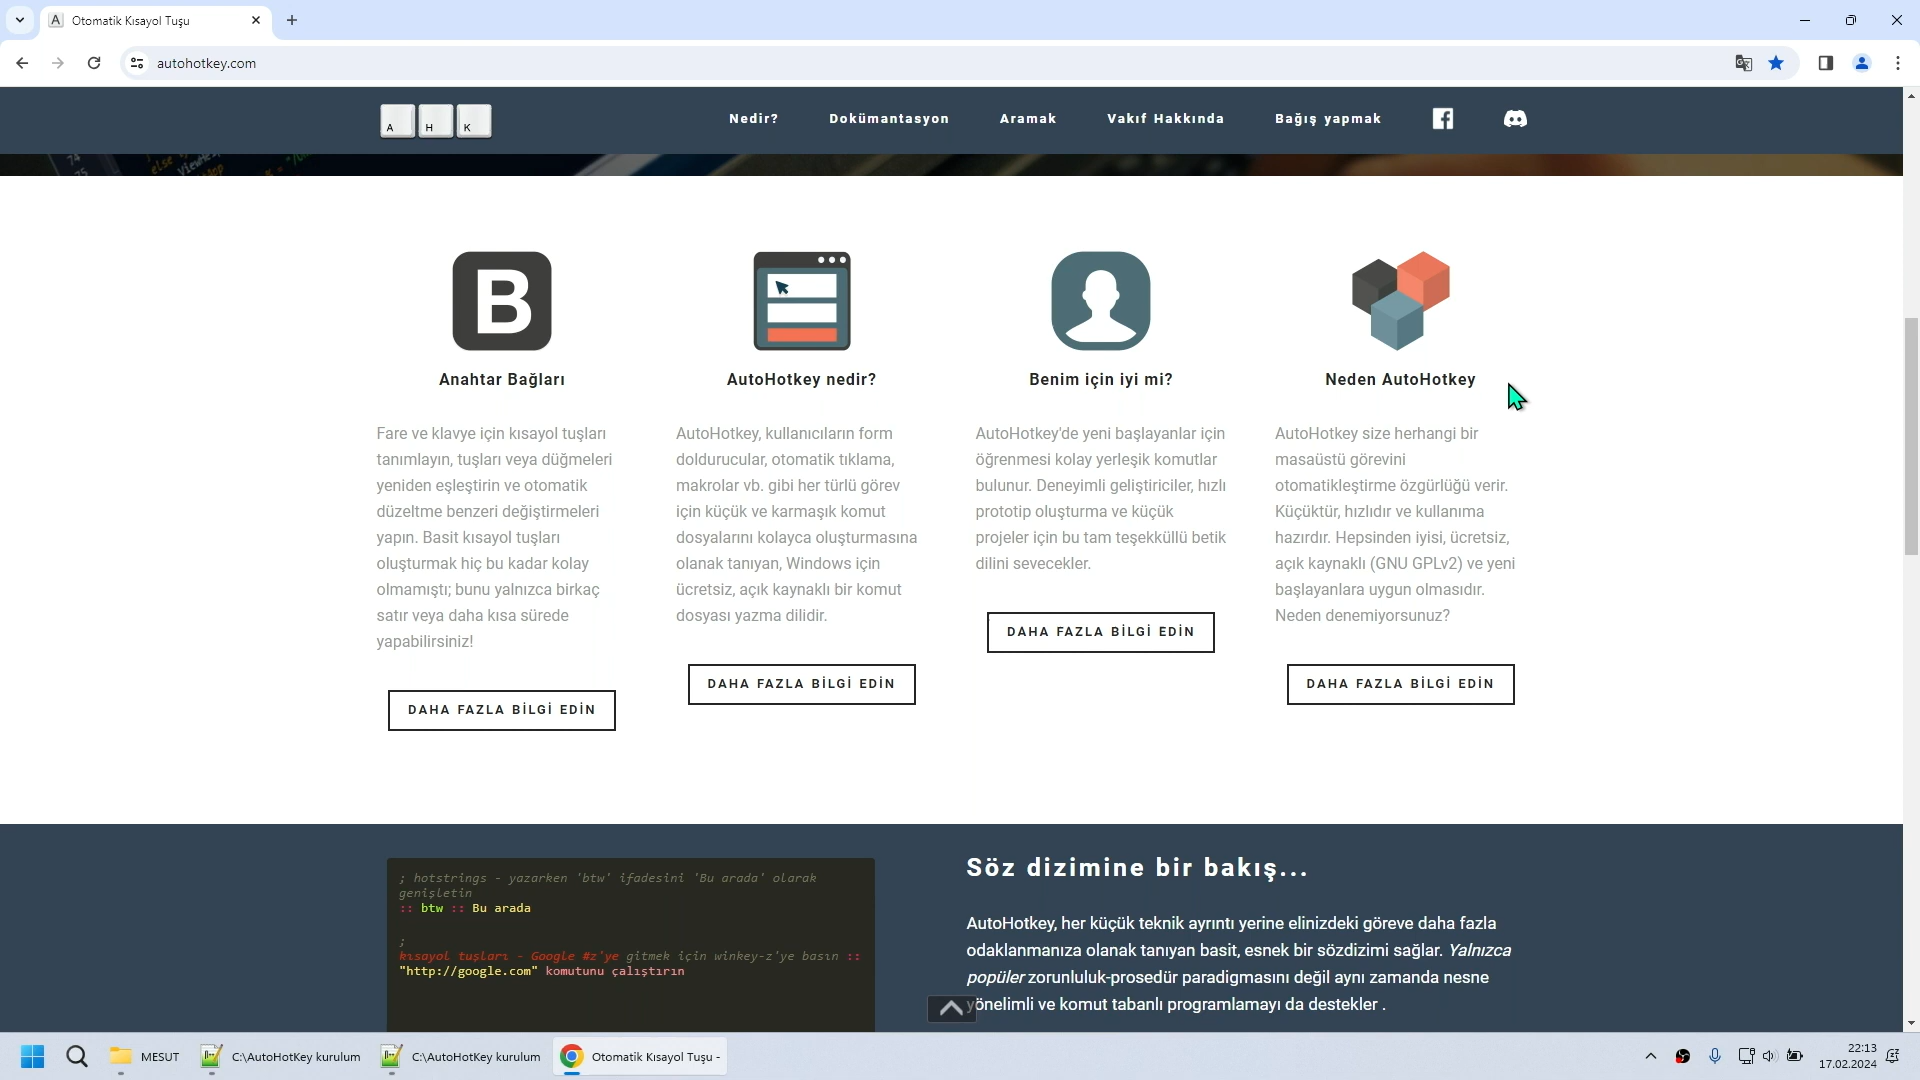 Otomatik Kısayol Tuşu
autohotkey.com
A H K
Nedir?
Dokümantasyon
Aramak
Vakıf Hakkında
Bağış yapmak
B
Anahtar Bağları
Fare ve klavye için kısayol tuşları
tanımlayın, tuşları veya düğmeleri
yeniden eşleştirin ve otomatik
düzeltme benzeri değiştirmeleri
yapın. Basit kısayol tuşları
oluşturmak hiç bu kadar kolay
olmamıştı; bunu yalnızca birkaç
satır veya daha kısa sürede
yapabilirsiniz!
DAHA FAZLA BİLGİ EDİN
AutoHotkey nedir?
AutoHotkey, kullanıcıların form
doldurucular, otomatik tıklama,
makrolar vb. gibi her türlü görev
için küçük ve karmaşık komut
dosyalarını kolayca oluşturmasına
olanak tanıyan, Windows için
ücretsiz, açık kaynaklı bir komut
dosyası yazma dilidir.
DAHA FAZLA BİLGİ EDİN
Benim için iyi mi?
AutoHotkey'de yeni başlayanlar için
öğrenmesi kolay yerleşik komutlar
bulunur. Deneyimli geliştiriciler, hızlı
prototip oluşturma ve küçük
projeler için bu tam teşekküllü betik
dilini sevecekler.
DAHA FAZLA BİLGİ EDİN
Neden AutoHotkey
AutoHotkey size herhangi bir
masaüstü görevini
otomatikleştirme özgürlüğü verir.
Küçüktür, hızlıdır ve kullanıma
hazırdır. Hepsinden iyisi, ücretsiz,
açık kaynaklı (GNU GPLv2) ve yeni
başlayanlara uygun olmasıdır.
Neden denemiyorsunuz?
DAHA FAZLA BİLGİ EDİN
; hotstrings - yazarken 'btw' ifadesini 'Bu arada' olarak
genişletin
:: btw :: Bu arada
;
kısayol tuşları - Google #z'ye gitmek için winkey-z'ye basın ::
"http://google.com" komutunu çalıştırın
Söz dizimine bir bakış...
AutoHotkey, her küçük teknik ayrıntı yerine elinizdeki göreve daha fazla
odaklanmanıza olanak tanıyan basit, esnek bir sözdizimi sağlar. Yalnızca
popüler zorunluluk-prosedür paradigmasını değil aynı zamanda nesne
yönelimli ve komut tabanlı programlamayı da destekler .
MESUT
C:\AutoHotKey kurulum
C:\AutoHotKey kurulum
Otomatik Kısayol Tuşu -
22:13
17.02.2024